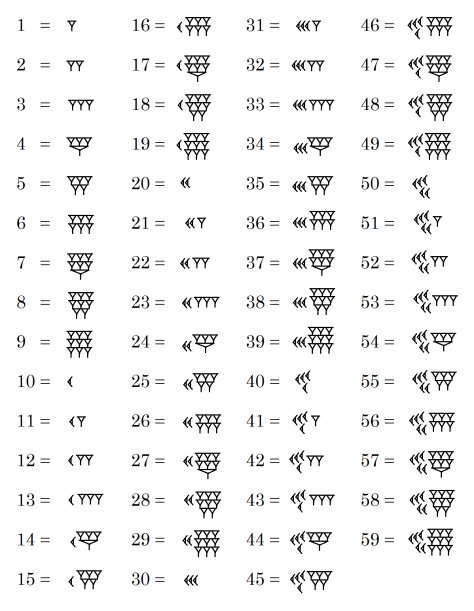 1 = 𒐕
2 = 𒐖
3 = 𒐗
4 = 𒐘
5 = 𒐙
6 = 𒐚
7 = 𒐛
8 = 𒐜
9 = 𒐝
10 = 𒌋
11 = 𒌋𒐕
12 = 𒌋𒐖
13 = 𒌋𒐗
14 = 𒌋𒐘
15 = 𒌋𒐙
16 = 𒌋𒐚
17 = 𒌋𒐛
18 = 𒌋𒐜
19 = 𒌋𒐝
20 = 𒎙
21 = 𒎙𒐕
22 = 𒎙𒐖
23 = 𒎙𒐗
24 = 𒎙𒐘
25 = 𒎙𒐙
26 = 𒎙𒐚
27 = 𒎙𒐛
28 = 𒎙𒐜
29 = 𒎙𒐝
30 = 𒌍
31 = 𒌍𒐕
32 = 𒌍𒐖
33 = 𒌍𒐗
34 = 𒌍𒐘
35 = 𒌍𒐙
36 = 𒌍𒐚
37 = 𒌍𒐛
38 = 𒌍𒐜
39 = 𒌍𒐝
40 = 𒐏
41 = 𒐏𒐕
42 = 𒐏𒐖
43 = 𒐏𒐗
44 = 𒐏𒐘
45 = 𒐏𒐙
46 = 𒐏𒐚
47 = 𒐏𒐛
48 = 𒐏𒐜
49 = 𒐏𒐝
50 = 𒐐
51 = 𒐐𒐕
52 = 𒐐𒐖
53 = 𒐐𒐗
54 = 𒐐𒐘
55 = 𒐐𒐙
56 = 𒐐𒐚
57 = 𒐐𒐛
58 = 𒐐𒐜
59 = 𒐐𒐝